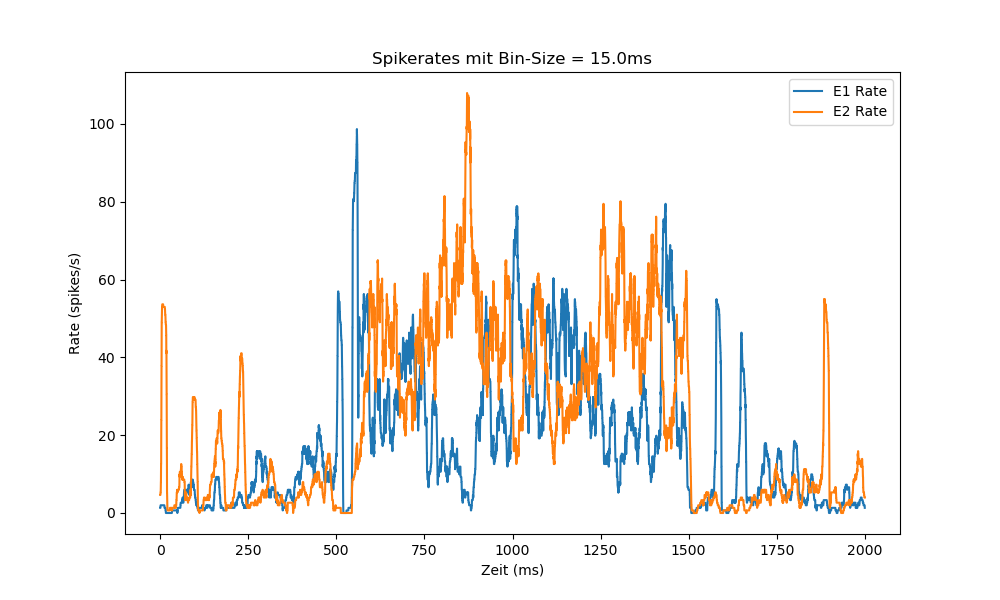 Spikerates mit Bin-Size = 15.0ms
E1 Rate
E2 Rate
100
80
60
40
20
0
Rate (spikes/s)
0 250 500 750 1000 1250 1500 1750 2000
Zeit (ms)